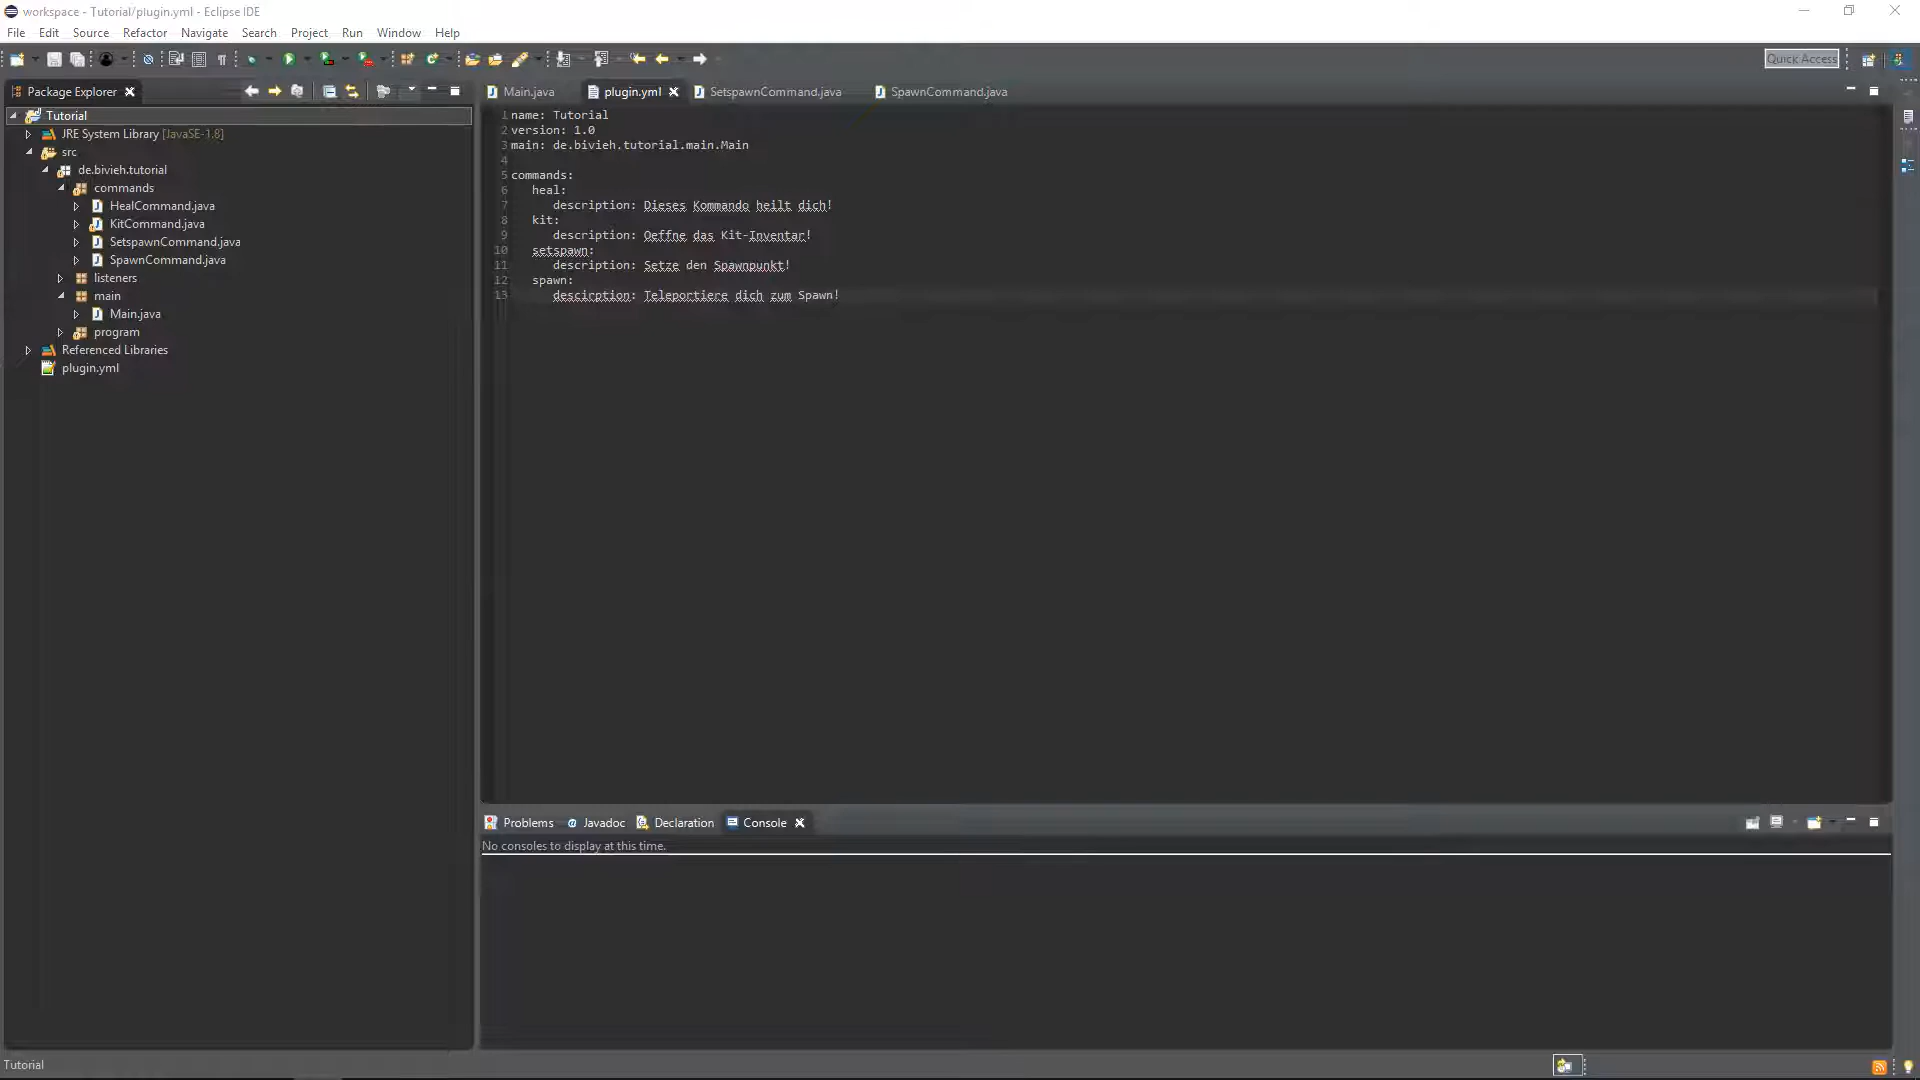 workspace - Tutorial/plugin.yml - Eclipse IDE
File Edit Source Refactor Navigate Search Project Run Window Help
Quick Access
Package Explorer
Main.java plugin.yml SetspawnCommand.java SpawnCommand.java
Tutorial
JRE System Library [JavaSE-1.8]
src
de.bivieh.tutorial
commands
HealCommand.java
KitCommand.java
SetspawnCommand.java
SpawnCommand.java
listeners
main
Main.java
program
Referenced Libraries
plugin.yml
1 name: Tutorial
2 version: 1.0
3 main: de.bivieh.tutorial.main.Main
4
5 commands:
6 heal:
7 description: Dieses Kommando heilt dich!
8 kit:
9 description: Oeffne das Kit-Inventar!
10 setspawn:
11 description: Setze den Spawnpunkt!
12 spawn:
13 descirption: Teleportiere dich zum Spawn!
Problems Javadoc Declaration Console
No consoles to display at this time.
Tutorial